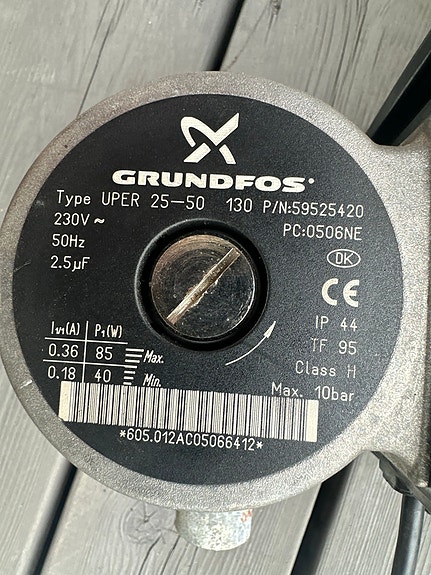 GRUNDFOS®
Type UPER 25-50 130 P/N:59525420
230V ~ PC:0506NE
50Hz
2.5µF
DK
CE
IP 44
TF 95
Class H
Max. 10bar
I1/1(A) P1(W)
0.36 85 Max.
0.18 40 Min.
*605.012AC05066412*